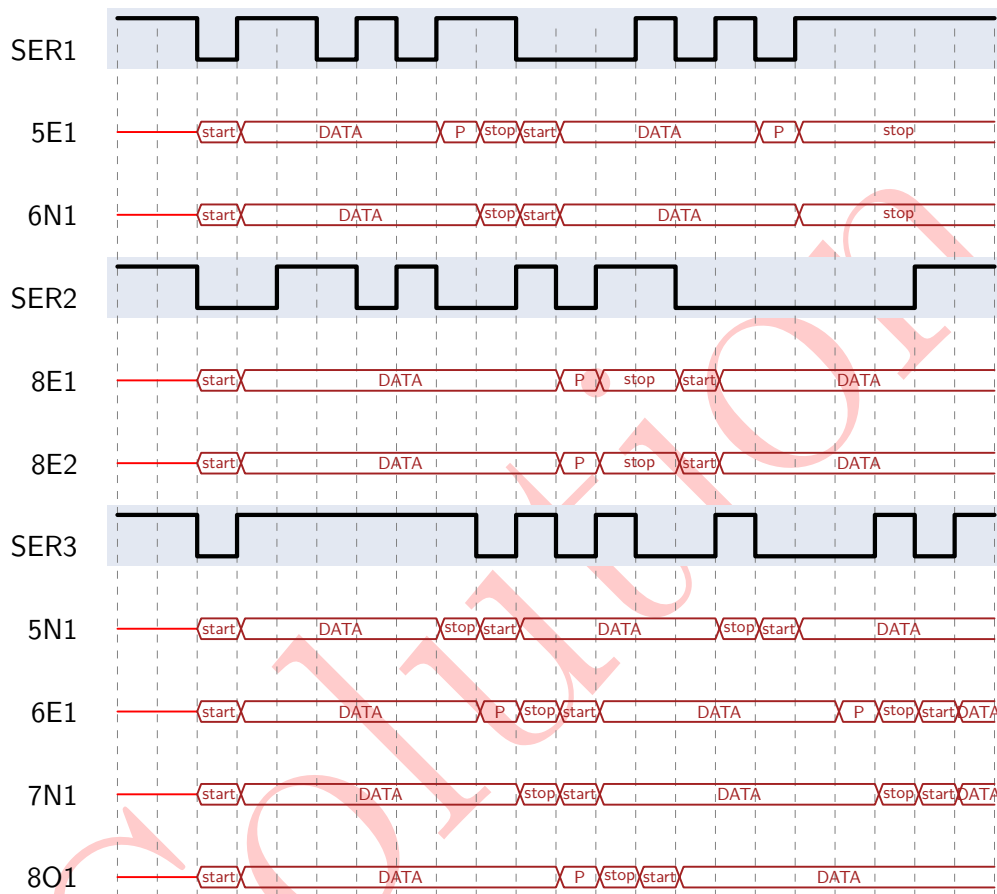 SER1
5E1 start DATA P stop start DATA P stop
6N1 start DATA stop start DATA stop
SER2
8E1 start DATA P stop start DATA
8E2 start DATA P stop start DATA
SER3
5N1 start DATA stop start DATA stop start DATA
6E1 start DATA P stop start DATA P stop start DATA
7N1 start DATA stop start DATA stop start DATA
8O1 start DATA P stop start DATA
Solution